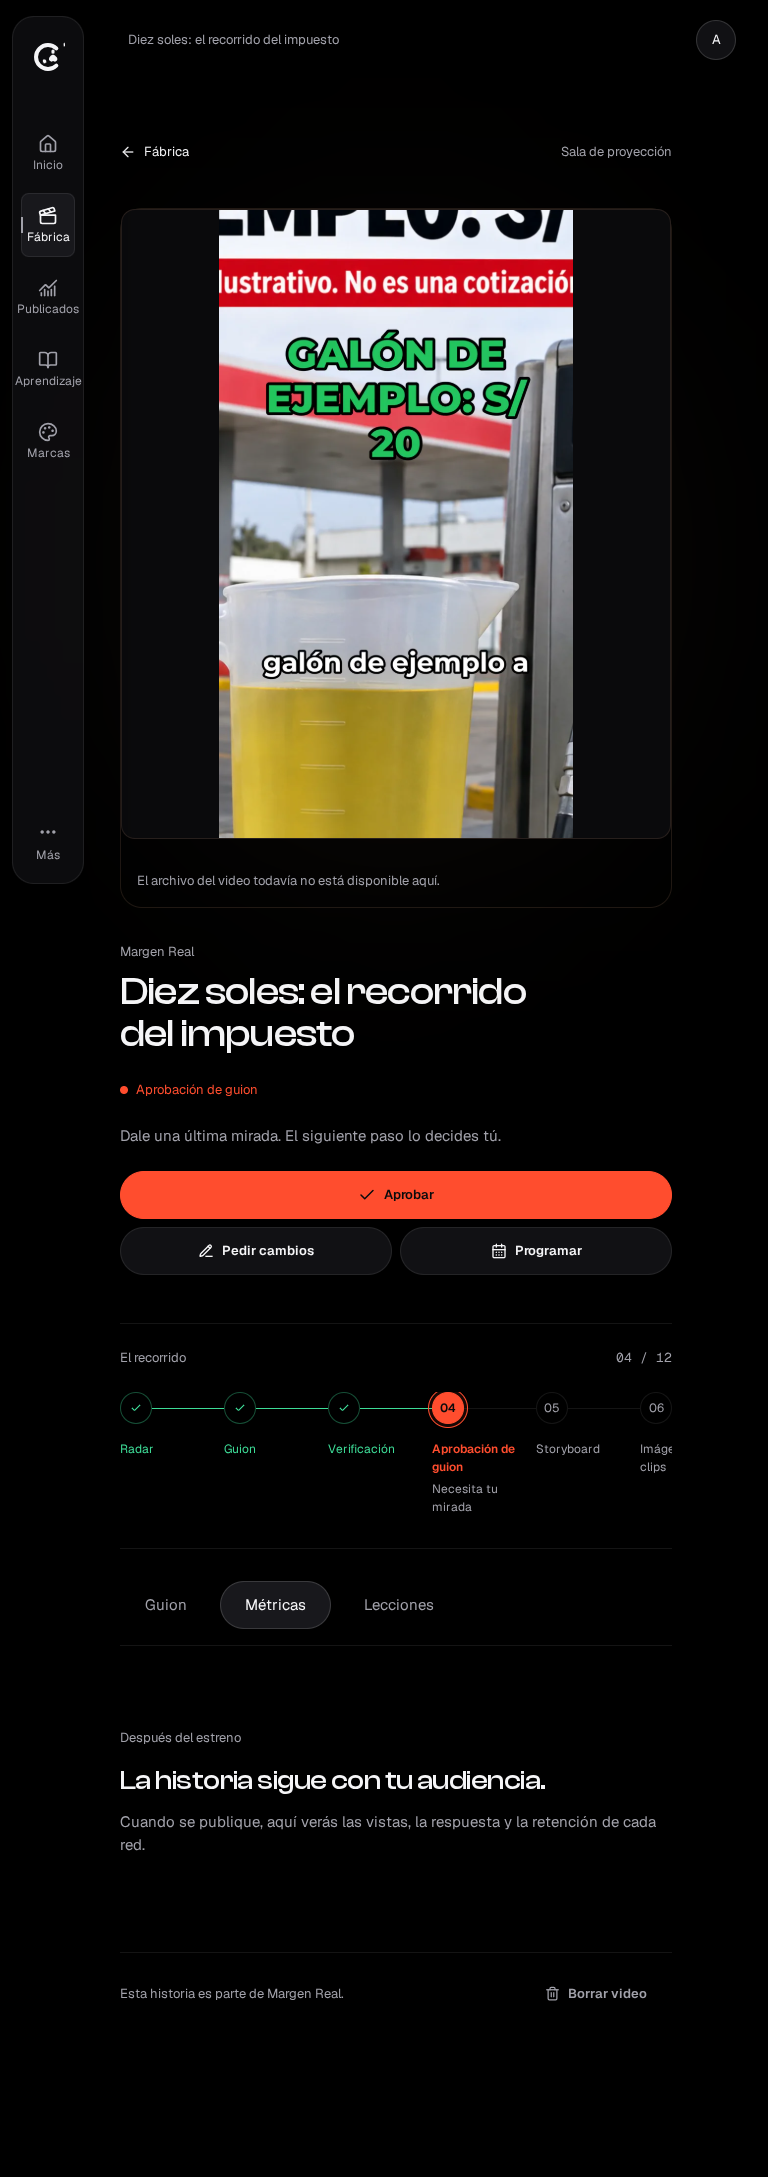 Diez soles: el recorrido del impuesto
A
Inicio
Fábrica
Publicados
Aprendizaje
Marcas
Más
Fábrica
Sala de proyección
EMPLO: S/
lustrativo. No es una cotización
GALÓN DE
EJEMPLO: S/
20
galón de ejemplo a
El archivo del video todavía no está disponible aquí.
Margen Real
Diez soles: el recorrido
del impuesto
Aprobación de guion
Dale una última mirada. El siguiente paso lo decides tú.
Aprobar
Pedir cambios
Programar
El recorrido
04 / 12
04
05
06
Radar
Guion
Verificación
Aprobación de
guion
Necesita tu
mirada
Storyboard
Imáge
clips
Guion
Métricas
Lecciones
Después del estreno
La historia sigue con tu audiencia.
Cuando se publique, aquí verás las vistas, la respuesta y la retención de cada
red.
Esta historia es parte de Margen Real.
Borrar video